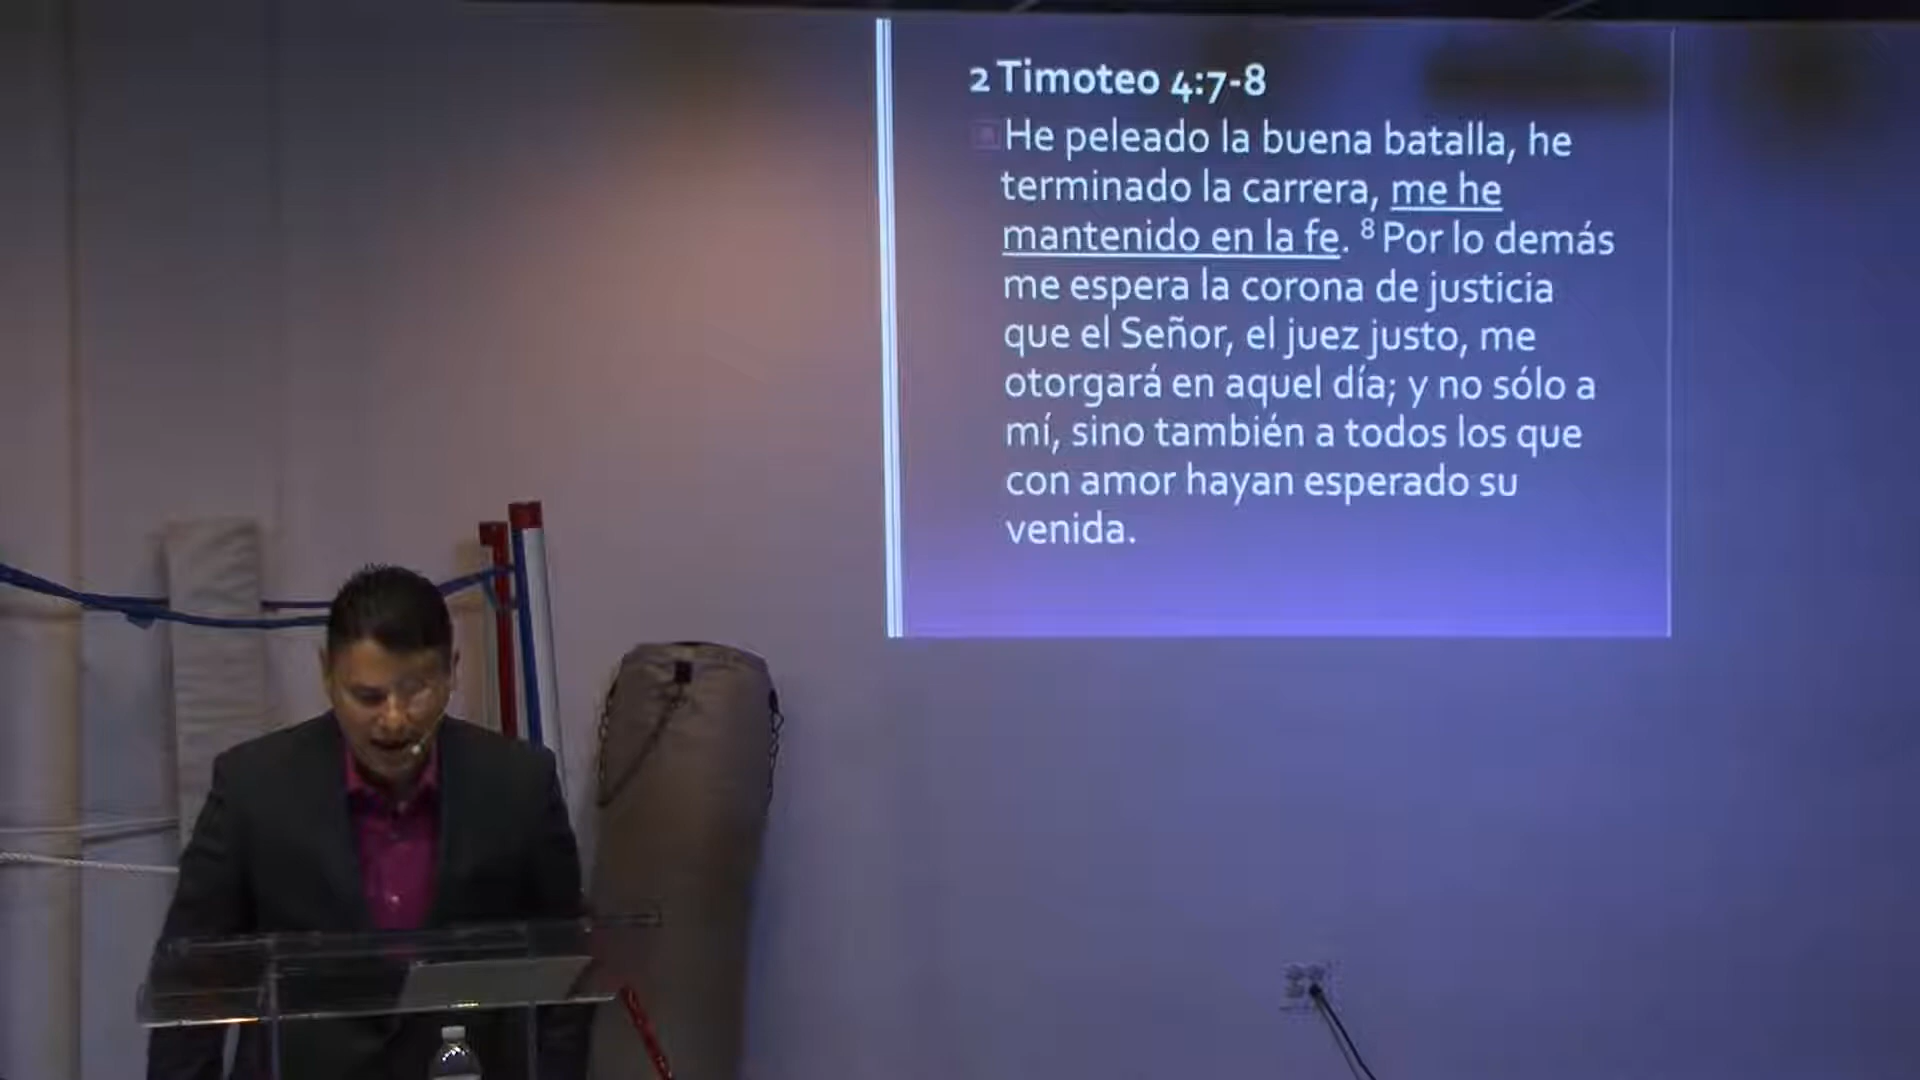 2 Timoteo 4:7-8
He peleado la buena batalla, he
terminado la carrera, me he
mantenido en la fe. 8 Por lo demás
me espera la corona de justicia
que el Señor, el juez justo, me
otorgará en aquel día; y no sólo a
mí, sino también a todos los que
con amor hayan esperado su
venida.